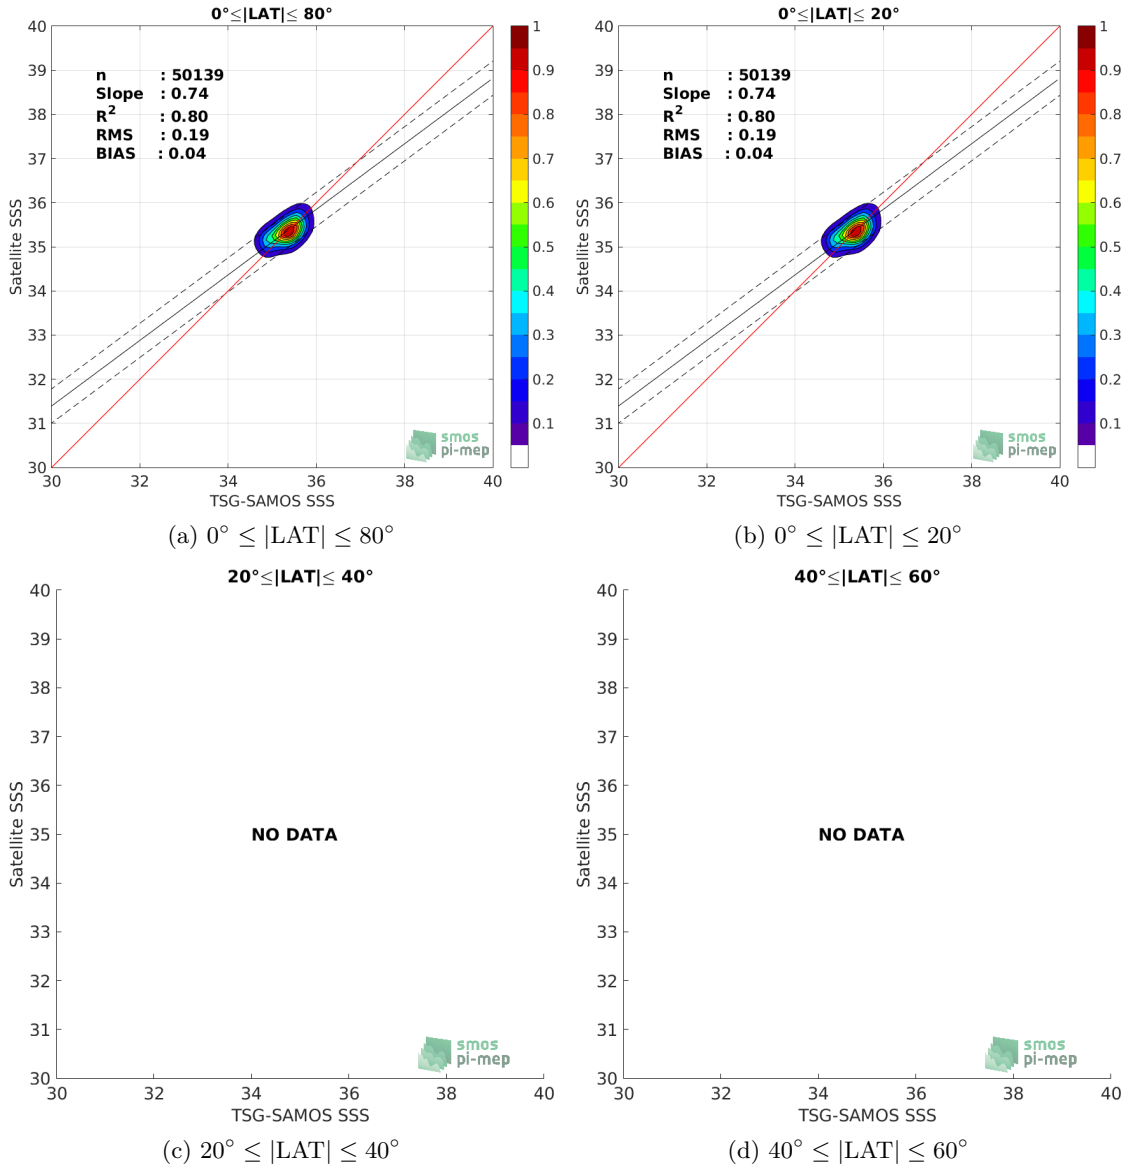 0°≤|LAT|≤ 80°
40
39
38
37
36
35
34
33
32
31
30
Satellite SSS
n : 50139
Slope : 0.74
R² : 0.80
RMS : 0.19
BIAS : 0.04
smos
pi-mep
30 32 34 36 38 40
TSG-SAMOS SSS
1
0.9
0.8
0.7
0.6
0.5
0.4
0.3
0.2
0.1
(a) 0° ≤ |LAT| ≤ 80°
0°≤|LAT|≤ 20°
40
39
38
37
36
35
34
33
32
31
30
Satellite SSS
n : 50139
Slope : 0.74
R² : 0.80
RMS : 0.19
BIAS : 0.04
smos
pi-mep
30 32 34 36 38 40
TSG-SAMOS SSS
1
0.9
0.8
0.7
0.6
0.5
0.4
0.3
0.2
0.1
(b) 0° ≤ |LAT| ≤ 20°
20°≤|LAT|≤ 40°
40
39
38
37
36
35
34
33
32
31
30
Satellite SSS
NO DATA
smos
pi-mep
30 32 34 36 38 40
TSG-SAMOS SSS
(c) 20° ≤ |LAT| ≤ 40°
40°≤|LAT|≤ 60°
40
39
38
37
36
35
34
33
32
31
30
Satellite SSS
NO DATA
smos
pi-mep
30 32 34 36 38 40
TSG-SAMOS SSS
(d) 40° ≤ |LAT| ≤ 60°